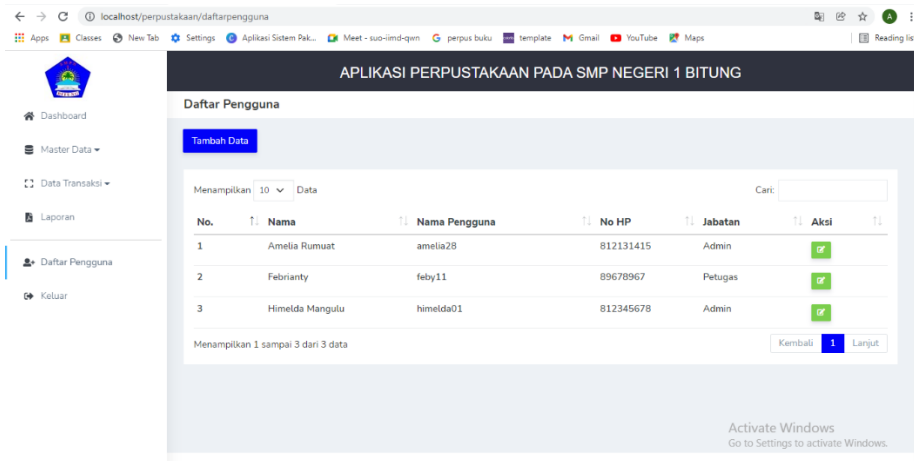 localhost/perpustakaan/daftarpengguna
Apps Classes New Tab Settings Aplikasi Sistem Pak... Meet - suo-iimd-qwn perpus buku template Gmail YouTube Maps Reading lis
APLIKASI PERPUSTAKAAN PADA SMP NEGERI 1 BITUNG
Daftar Pengguna
Dashboard
Master Data
Data Transaksi
Laporan
Daftar Pengguna
Keluar
Tambah Data
Menampilkan 10 Data Cari:
No. Nama Nama Pengguna No HP Jabatan Aksi
1 Amelia Rumuat amelia28 812131415 Admin
2 Febrianty feby11 89678967 Petugas
3 Himelda Mangulu himelda01 812345678 Admin
Menampilkan 1 sampai 3 dari 3 data Kembali 1 Lanjut
Activate Windows
Go to Settings to activate Windows.